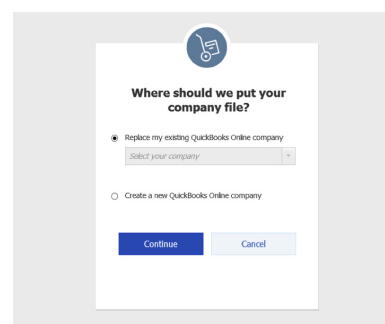 Where should we put your
company file?
Replace my existing QuickBooks Online company
Select your company
Create a new QuickBooks Online company
Continue
Cancel